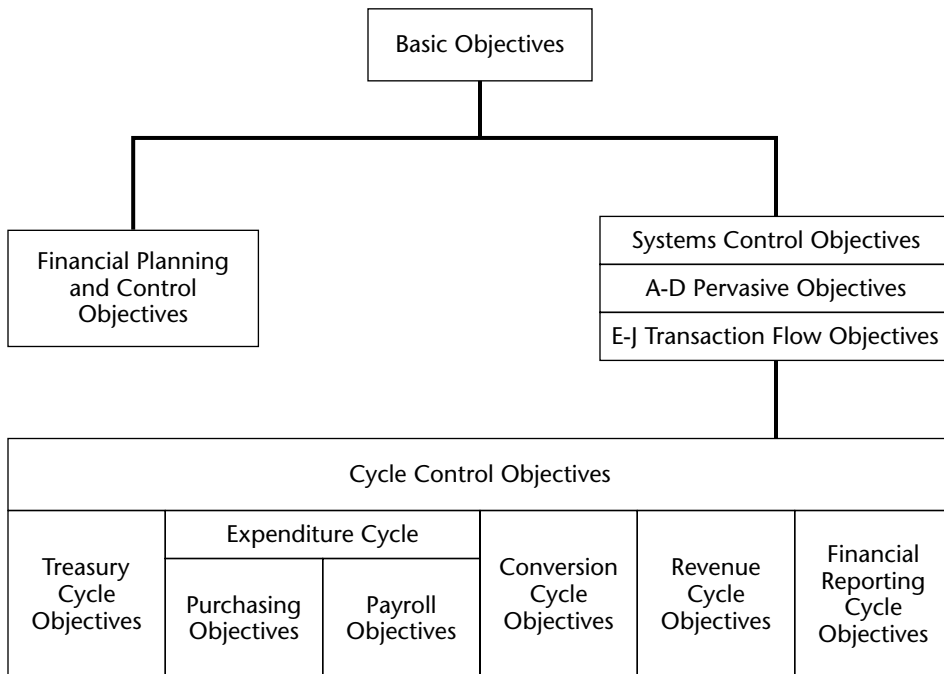 Basic Objectives
Financial Planning
and Control
Objectives
Systems Control Objectives
A-D Pervasive Objectives
E-J Transaction Flow Objectives
Cycle Control Objectives
Treasury
Cycle
Objectives
Expenditure Cycle
Purchasing
Objectives
Payroll
Objectives
Conversion
Cycle
Objectives
Revenue
Cycle
Objectives
Financial
Reporting
Cycle
Objectives